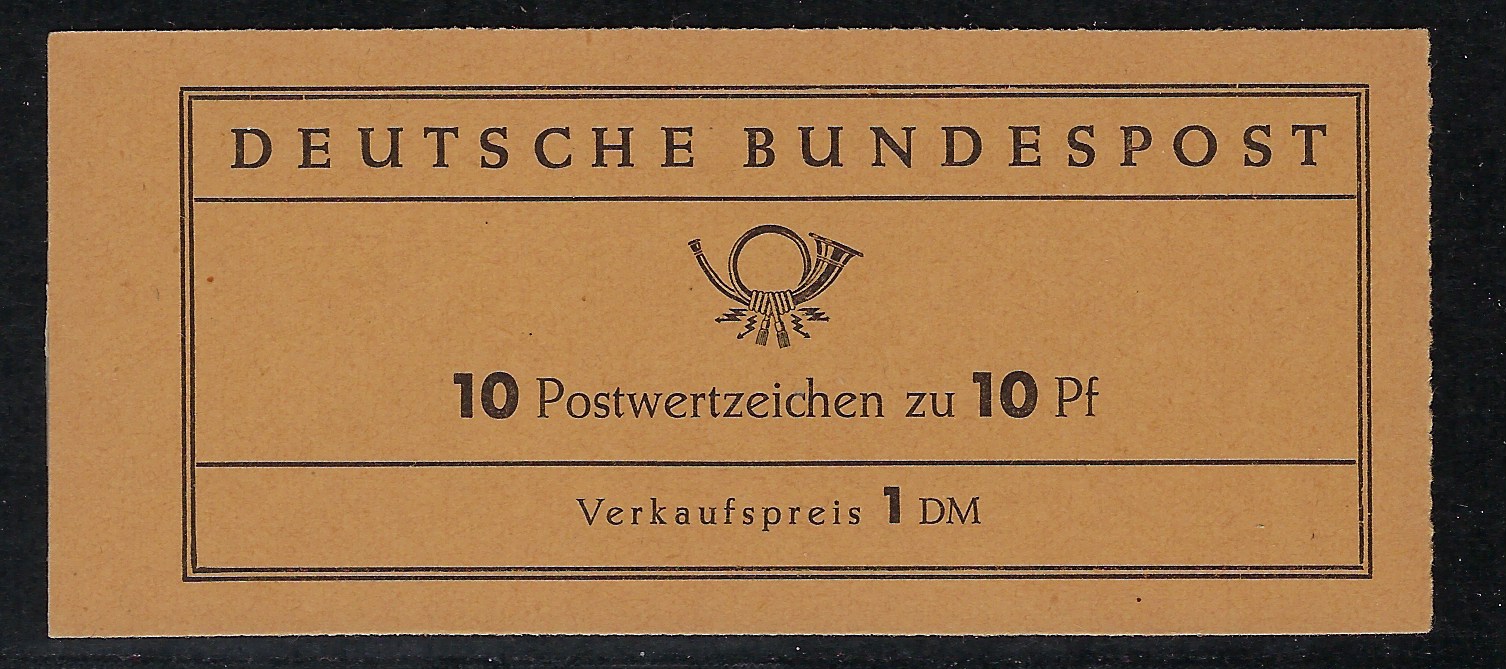 DEUTSCHE BUNDESPOST
10 Postwertzeichen zu 10 Pf
Verkaufspreis 1 DM